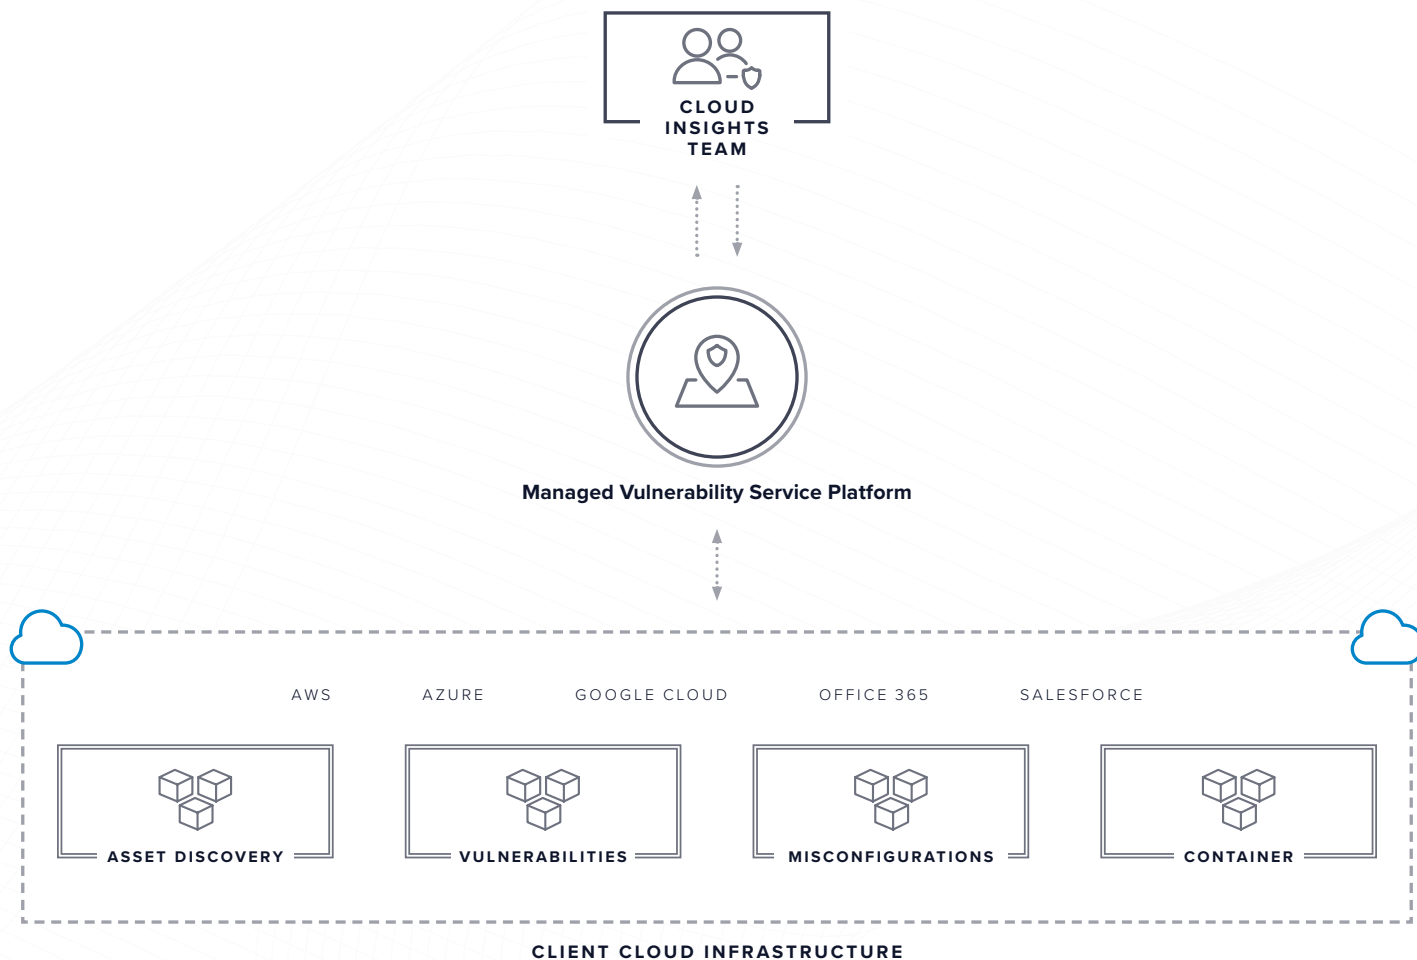 CLOUD
INSIGHTS
TEAM
Managed Vulnerability Service Platform
AWS AZURE GOOGLE CLOUD OFFICE 365 SALESFORCE
ASSET DISCOVERY VULNERABILITIES MISCONFIGURATIONS CONTAINER
CLIENT CLOUD INFRASTRUCTURE